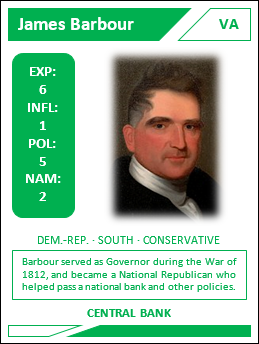 James Barbour
VA
EXP:
6
INFL:
1
POL:
5
NAM:
2
DEM.-REP. · SOUTH · CONSERVATIVE
Barbour served as Governor during the War of
1812, and became a National Republican who
helped pass a national bank and other policies.
CENTRAL BANK